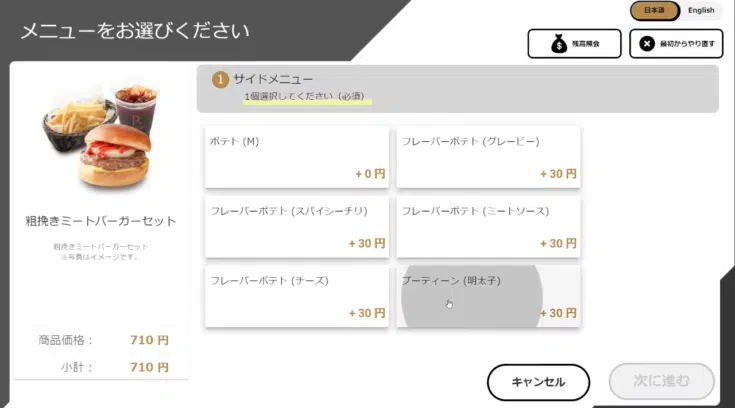 日本語 English
メニューをお選びください
残高照会 最初からやり直す
1 サイドメニュー
1個選択してください（必須）
ポテト (M)
+ 0 円
フレーバーポテト (グレービー)
+ 30 円
フレーバーポテト (スパイシーチリ)
+ 30 円
フレーバーポテト (ミートソース)
+ 30 円
フレーバーポテト (チーズ)
+ 30 円
プーティーン (明太子)
+ 30 円
粗挽きミートバーガーセット
粗挽きミートバーガーセット
※写真はイメージです。
商品価格： 710 円
小計： 710 円
キャンセル
次に進む